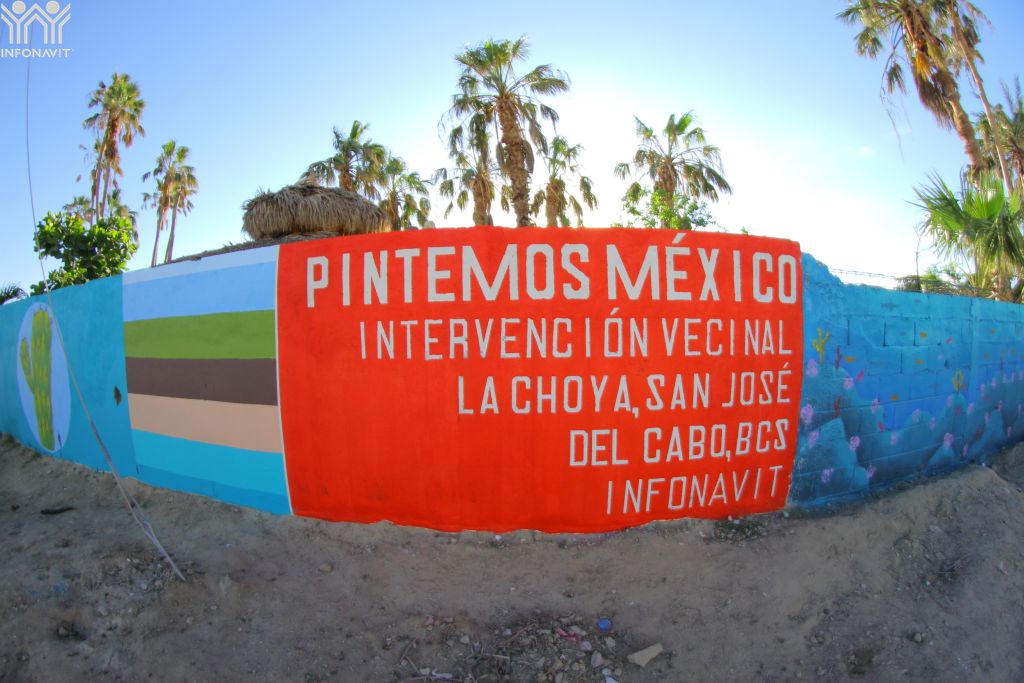 INFONAVIT
PINTEMOS MÉXICO
INTERVENCIÓN VECINAL
LA CHOYA, SAN JOSÉ
DEL CABO, BCS
INFONAVIT